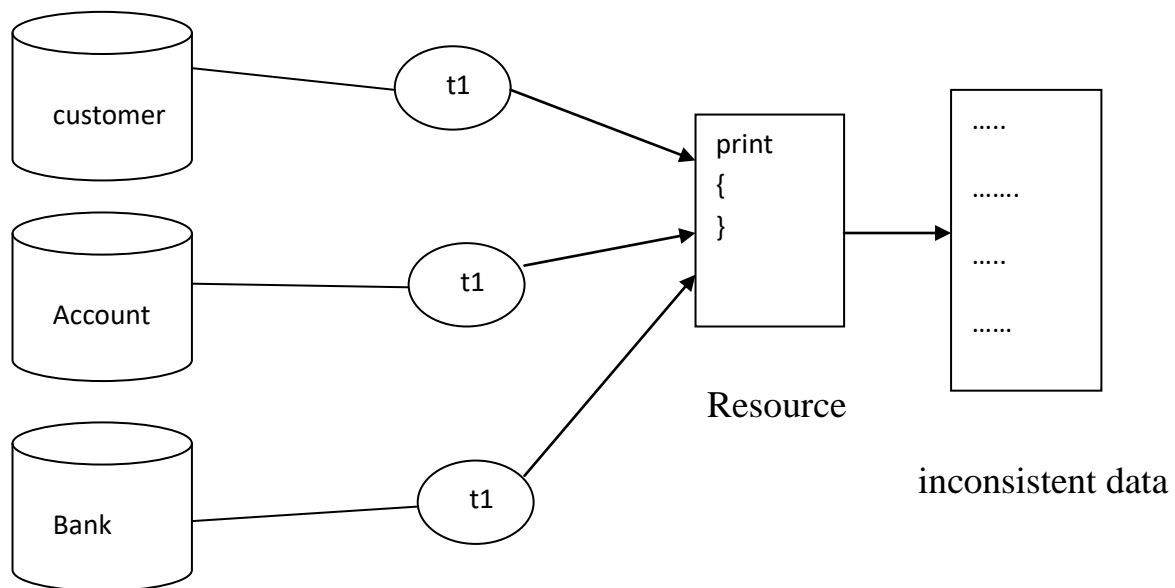 customer
t1
print
{
}
…..
…….
…..
……
Account
t1
Resource
inconsistent data
Bank
t1